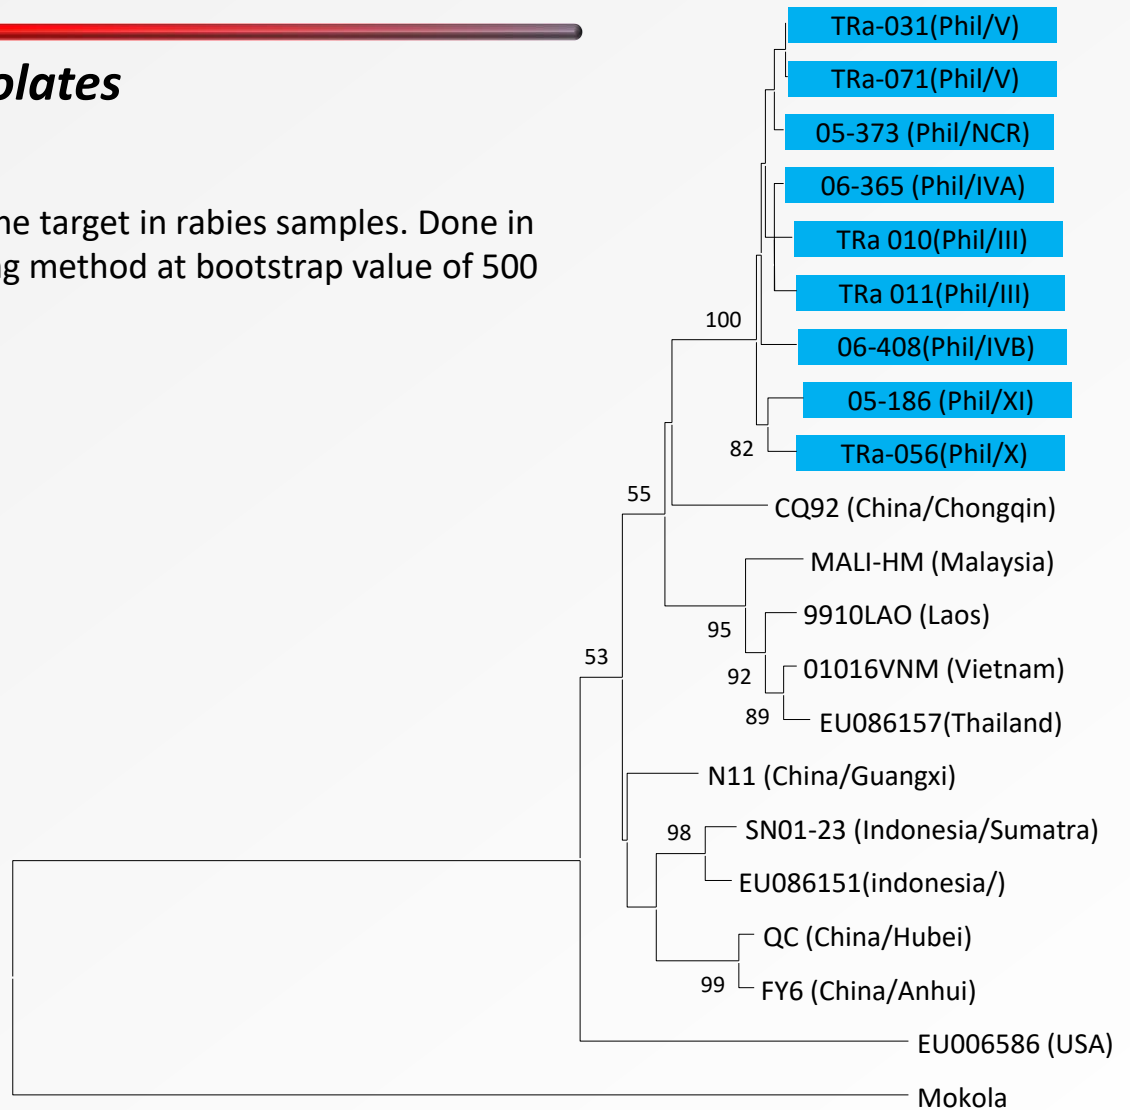 olates
ne target in rabies samples. Done in
ng method at bootstrap value of 500
TRa-031(Phil/V)
TRa-071(Phil/V)
05-373 (Phil/NCR)
06-365 (Phil/IVA)
TRa 010(Phil/III)
TRa 011(Phil/III)
100
06-408(Phil/IVB)
05-186 (Phil/XI)
82
TRa-056(Phil/X)
55
CQ92 (China/Chongqin)
MALI-HM (Malaysia)
9910LAO (Laos)
95
53
01016VNM (Vietnam)
92
89
EU086157(Thailand)
N11 (China/Guangxi)
98
SN01-23 (Indonesia/Sumatra)
EU086151(indonesia/)
QC (China/Hubei)
99
FY6 (China/Anhui)
EU006586 (USA)
Mokola